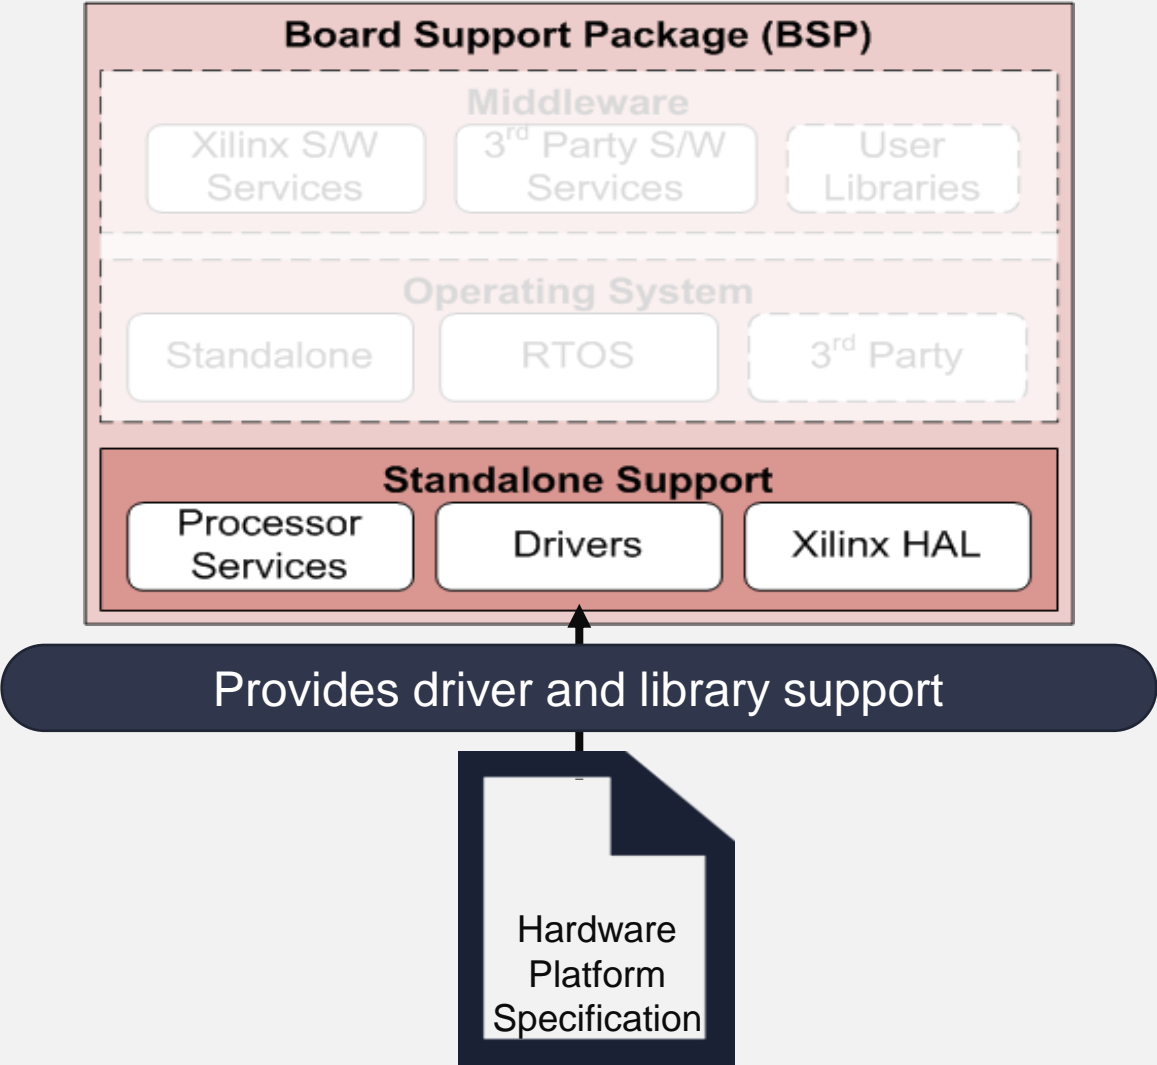 Board Support Package (BSP)
Middleware
Xilinx S/W
Services
3rd Party S/W
Services
User
Libraries
Operating System
Standalone
RTOS
3rd Party
Standalone Support
Processor
Services
Drivers
Xilinx HAL
Provides driver and library support
Hardware
Platform
Specification